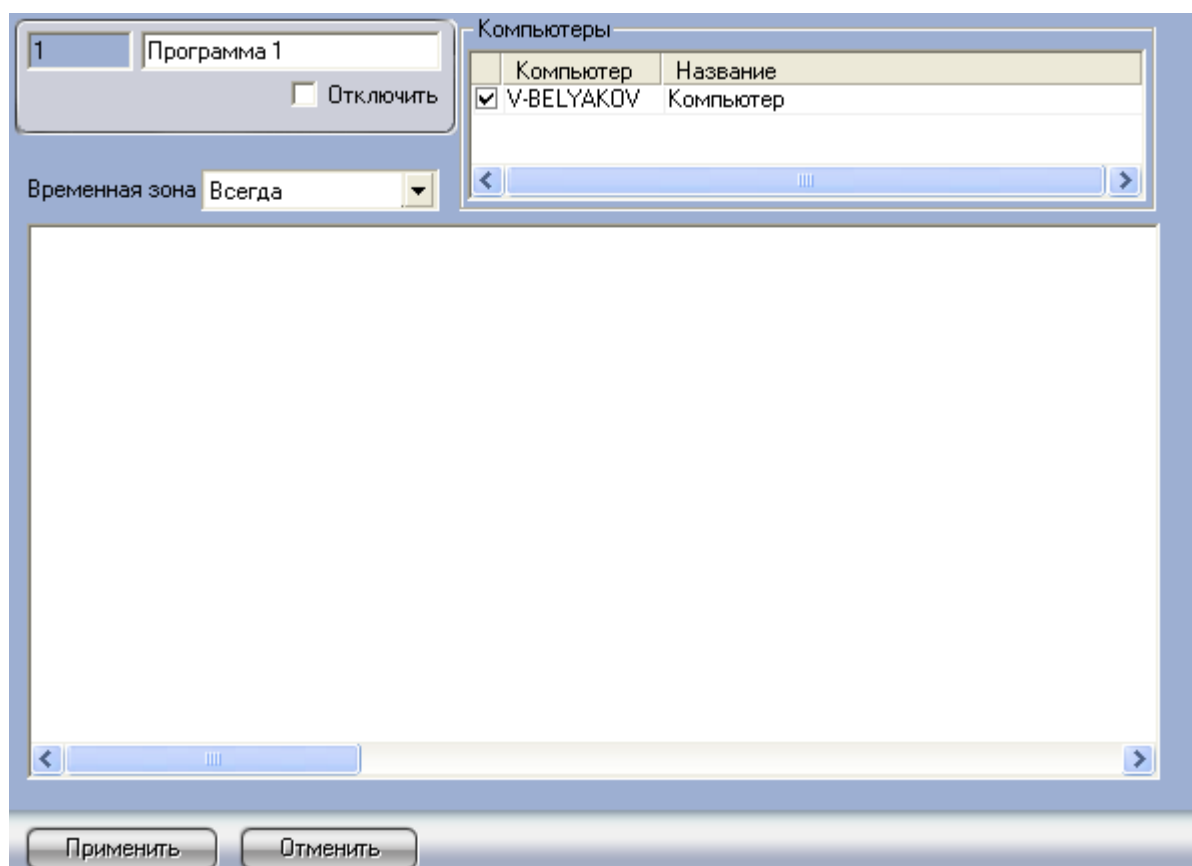 1
Программа 1
Отключить
Временная зона Всегда
Компьютеры
Компьютер Название
V-BELYAKOV Компьютер
Применить Отменить